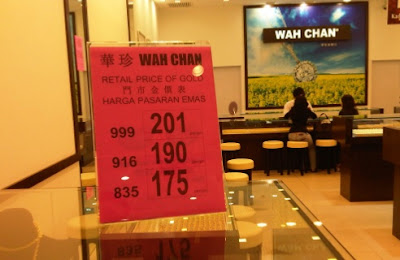 華珍 WAH CHAN
RETAIL PRICE OF GOLD
門市金價表
HARGA PASARAN EMAS
999 201
916 190
835 175
WAH CHAN